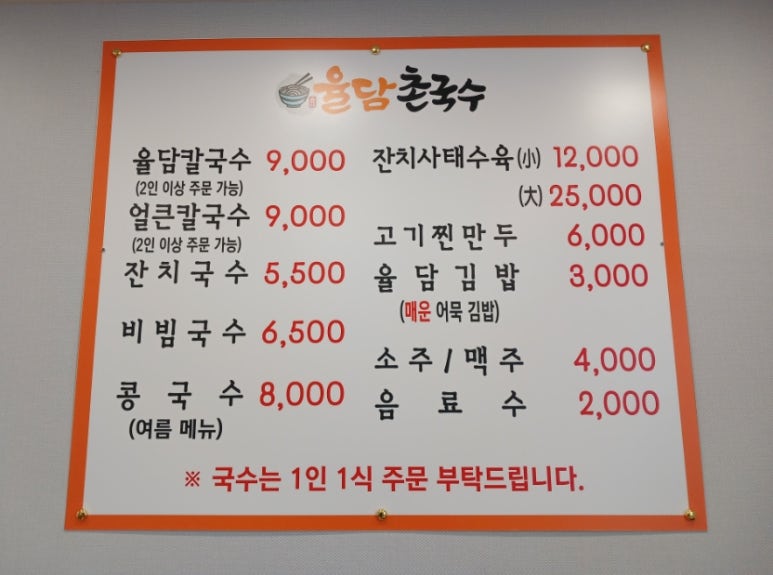 율담 촌국수
율담칼국수 9,000
(2인 이상 주문 가능)
얼큰칼국수 9,000
(2인 이상 주문 가능)
잔치국수 5,500
비빔국수 6,500
콩국수 8,000
(여름 메뉴)
잔치사태수육(小) 12,000
(大) 25,000
고기찐만두 6,000
율담김밥 3,000
(매운 어묵 김밥)
소주/맥주 4,000
음료수 2,000
※ 국수는 1인 1식 주문 부탁드립니다.